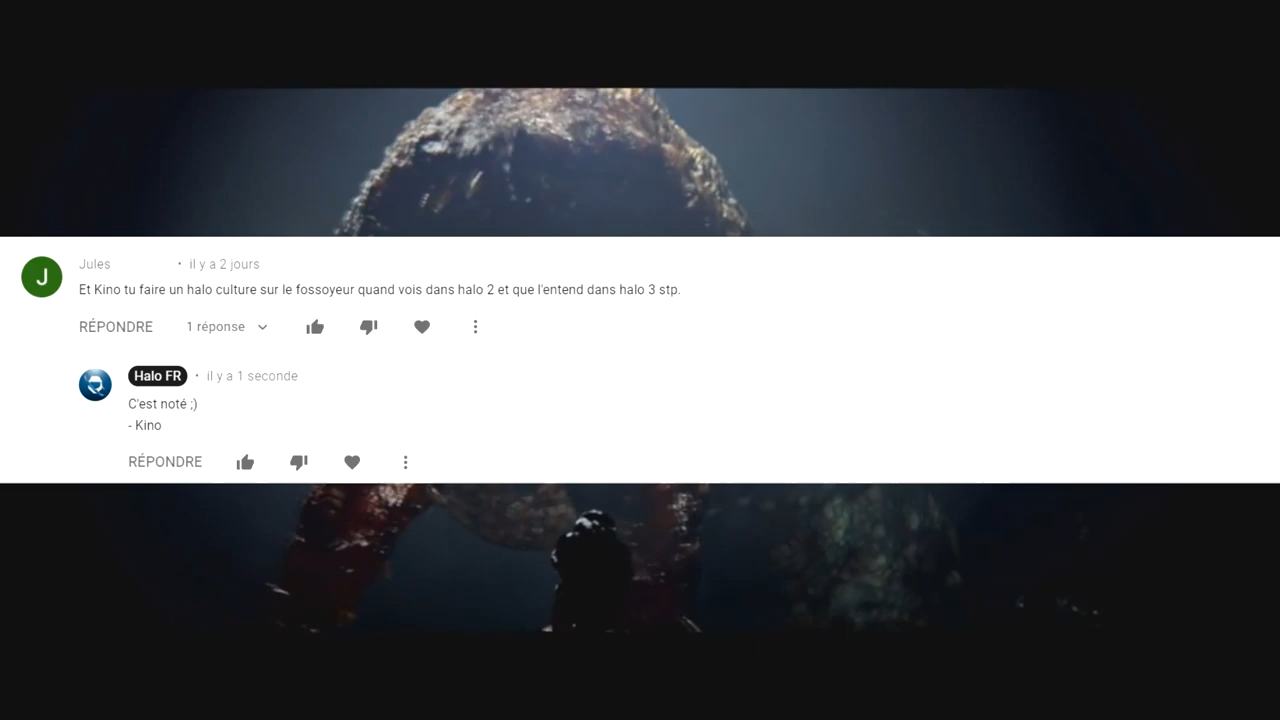 J
Jules • il y a 2 jours
Et Kino tu faire un halo culture sur le fossoyeur quand vois dans halo 2 et que l'entend dans halo 3 stp.
RÉPONDRE 1 réponse
Halo FR • il y a 1 seconde
C'est noté ;)
- Kino
RÉPONDRE